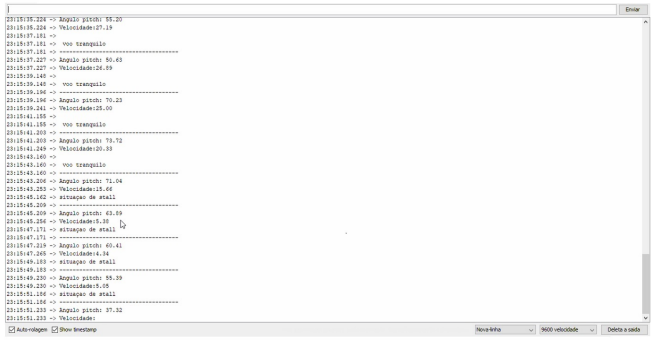 Enviar
23:15:35.224 -> Angulo pitch: 55.20
23:15:35.224 -> Velocidade:27.19
23:15:37.181 ->
23:15:37.181 -> voo tranquilo
23:15:37.181 -> -----------------------------------
23:15:37.227 -> Angulo pitch: 50.63
23:15:37.227 -> Velocidade:26.89
23:15:39.148 ->
23:15:39.148 -> voo tranquilo
23:15:39.196 -> -----------------------------------
23:15:39.196 -> Angulo pitch: 70.23
23:15:39.241 -> Velocidade:25.00
23:15:41.155 ->
23:15:41.155 -> voo tranquilo
23:15:41.203 -> -----------------------------------
23:15:41.203 -> Angulo pitch: 73.72
23:15:41.249 -> Velocidade:20.33
23:15:43.160 ->
23:15:43.160 -> voo tranquilo
23:15:43.160 -> -----------------------------------
23:15:43.206 -> Angulo pitch: 71.04
23:15:43.253 -> Velocidade:15.66
23:15:45.162 -> situaçao de stall
23:15:45.209 -> -----------------------------------
23:15:45.209 -> Angulo pitch: 63.89
23:15:45.256 -> Velocidade:5.38
23:15:47.171 -> situaçao de stall
23:15:47.171 -> -----------------------------------
23:15:47.219 -> Angulo pitch: 60.41
23:15:47.265 -> Velocidade:4.34
23:15:49.183 -> situaçao de stall
23:15:49.183 -> -----------------------------------
23:15:49.230 -> Angulo pitch: 55.39
23:15:49.230 -> Velocidade:5.05
23:15:51.186 -> situaçao de stall
23:15:51.186 -> -----------------------------------
23:15:51.233 -> Angulo pitch: 37.32
23:15:51.233 -> Velocidade:
Auto-rolagem Show timestamp Nova-linha 9600 velocidade Deleta a saida